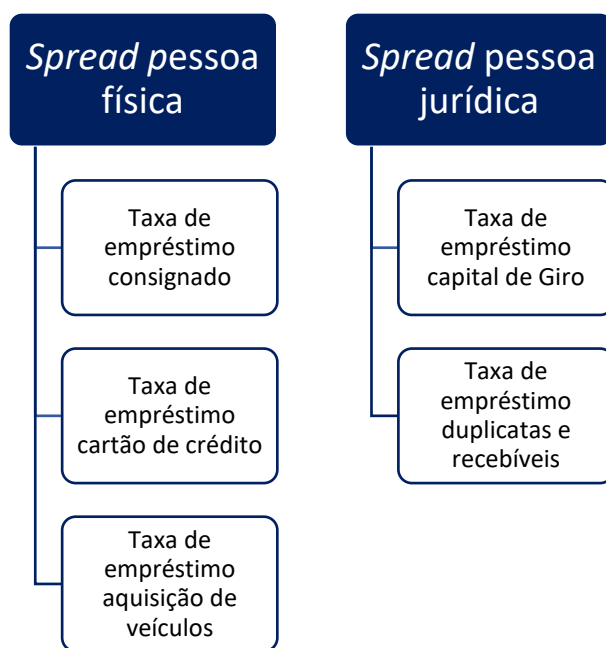 Spread pessoa
física
Taxa de
empréstimo
consignado
Taxa de
empréstimo
cartão de crédito
Taxa de
empréstimo
aquisição de
veículos
Spread pessoa
jurídica
Taxa de
empréstimo
capital de Giro
Taxa de
empréstimo
duplicatas e
recebíveis